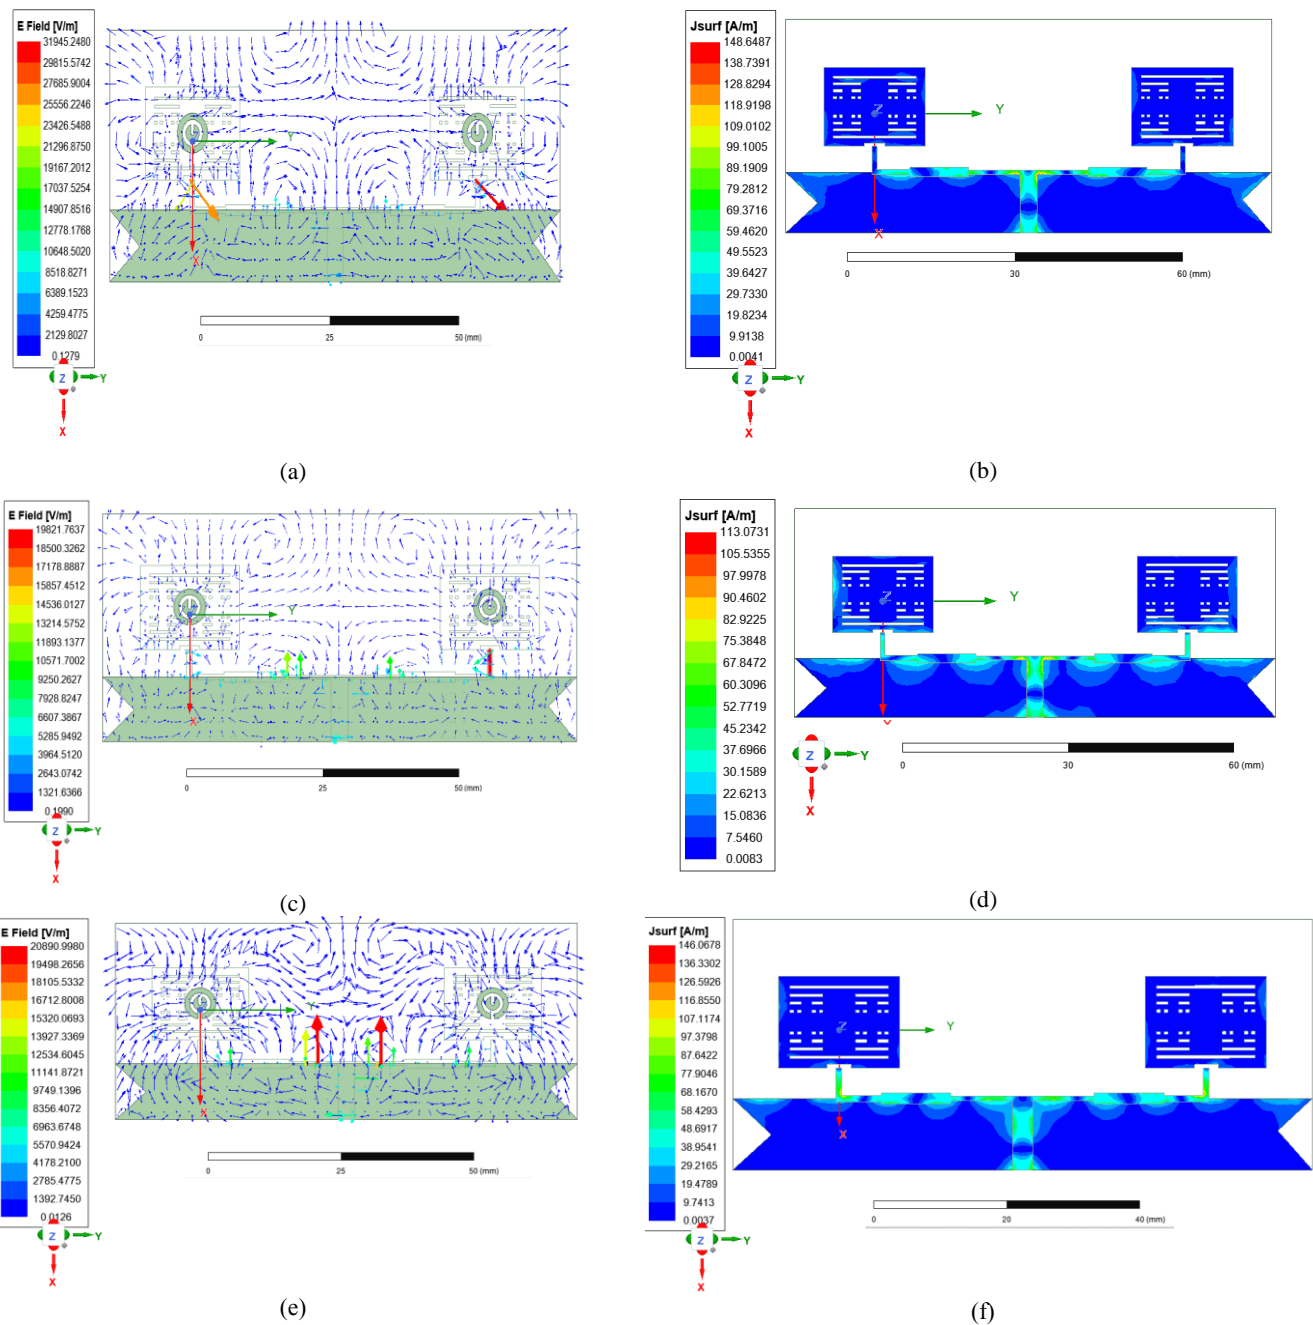 E Field [V/m]
31945.2480
29815.5742
27685.9004
25556.2246
23426.5488
21296.8750
19167.2012
17037.5254
14907.8516
12778.1768
10648.5020
8518.8271
6389.1523
4259.4775
2129.8027
0.1279
Z
Y
X
Y
X
0
25
50 (mm)
(a)
Jsurf [A/m]
148.6487
138.7391
128.8294
118.9198
109.0102
99.1005
89.1909
79.2812
69.3716
59.4620
49.5523
39.6427
29.7330
19.8234
9.9138
0.0041
Z
Y
X
Z
Y
X
0
30
60 (mm)
(b)
E Field [V/m]
19821.7637
18500.3262
17178.8887
15857.4512
14536.0127
13214.5752
11893.1377
10571.7002
9250.2627
7928.8247
6607.3867
5285.9492
3964.5120
2643.0742
1321.6366
0.1990
Z
Y
X
Y
X
0
25
50 (mm)
(c)
Jsurf [A/m]
113.0731
105.5355
97.9978
90.4602
82.9225
75.3848
67.8472
60.3096
52.7719
45.2342
37.6966
30.1589
22.6213
15.0836
7.5460
0.0083
Z
Y
Z
Y
X
0
30
60 (mm)
(d)
E Field [V/m]
20890.9980
19498.2656
18105.5332
16712.8008
15320.0693
13927.3369
12534.6045
11141.8721
9749.1396
8356.4072
6963.6748
5570.9424
4178.2100
2785.4775
1392.7450
0.0126
Z
Y
X
Y
X
0
25
50 (mm)
(e)
Jsurf [A/m]
146.0678
136.3302
126.5926
116.8550
107.1174
97.3798
87.6422
77.9046
68.1670
58.4293
48.6917
38.9541
29.2165
19.4789
9.7413
0.0037
Z
Y
X
Z
Y
X
0
20
40 (mm)
(f)